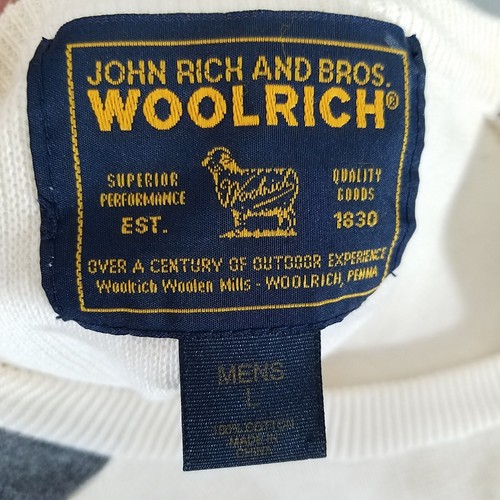 JOHN RICH AND BROS.
WOOLRICH®
SUPERIOR PERFORMANCE
Woolrich
QUALITY GOODS
EST.
1830
OVER A CENTURY OF OUTDOOR EXPERIENCE
Woolrich Woolen Mills - WOOLRICH, PENNA
MENS
L
100% COTTON
MADE IN
CHINA